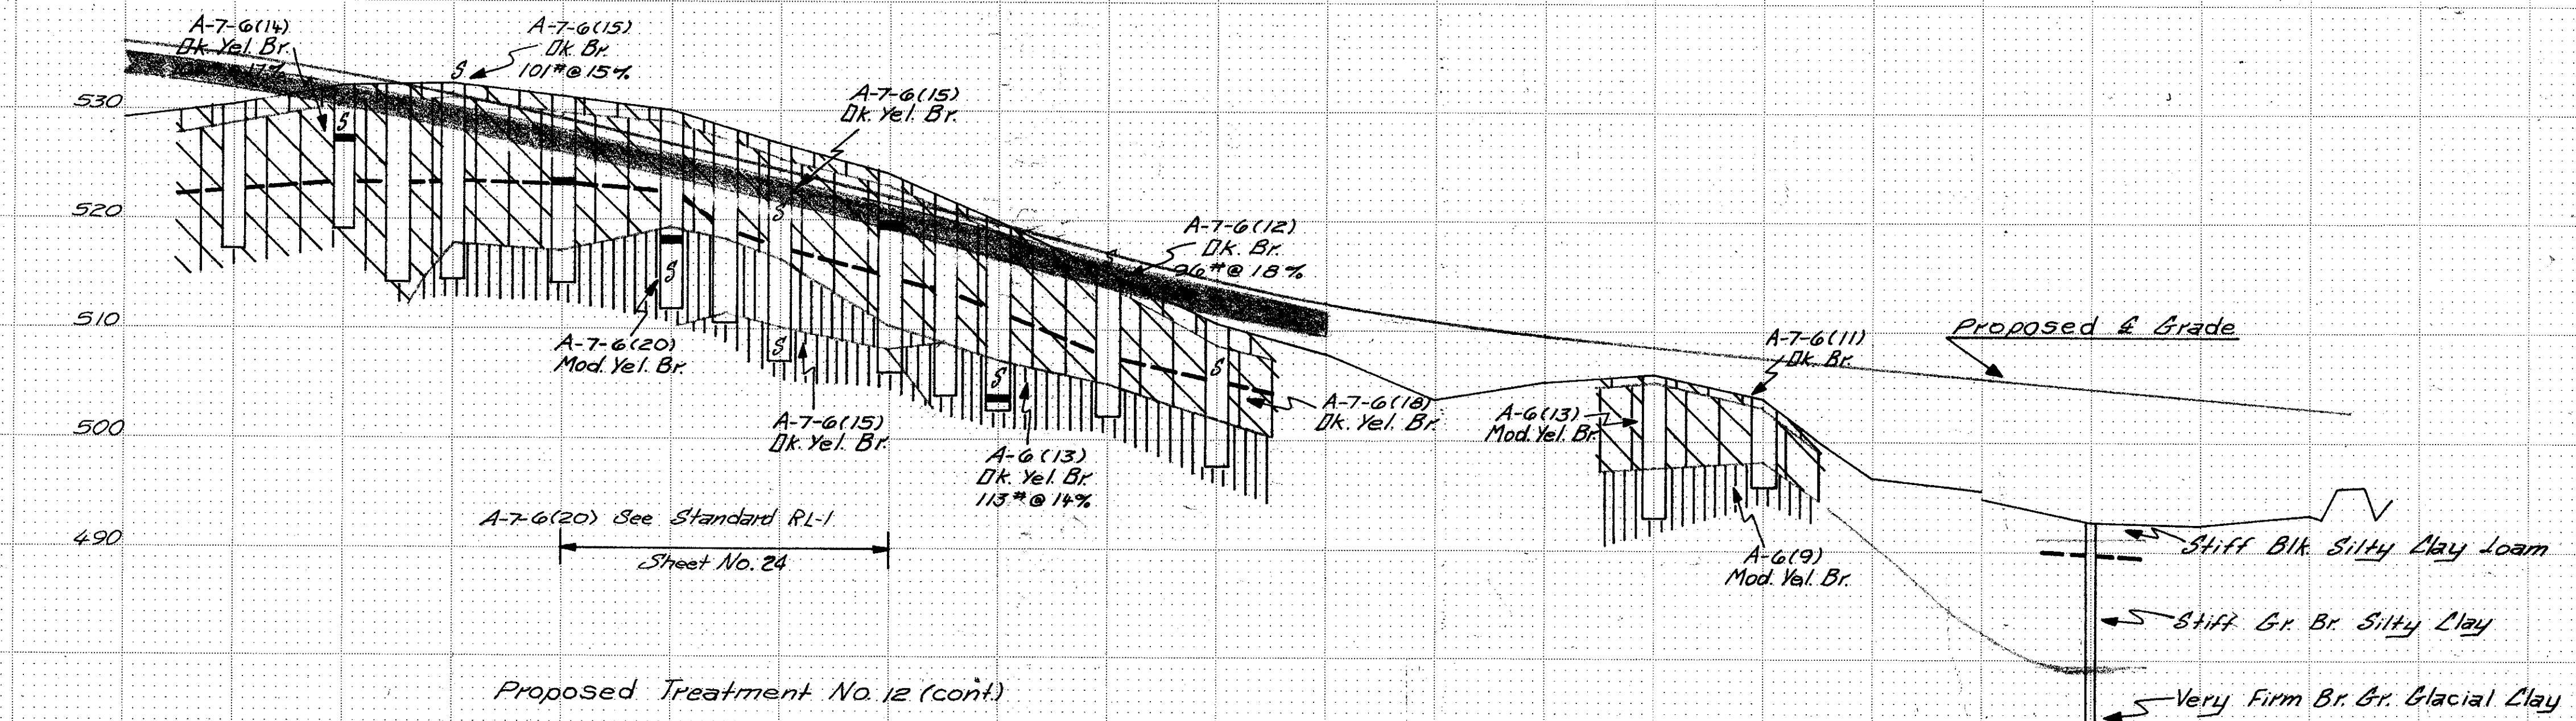 A-7-6(14)
Dk. Yel. Br.
@ 17%
A-7-6(15)
Dk. Br.
101#@15%
S
A-7-6(15)
Dk. Yel. Br.
530
S
520
S
A-7-6(12)
Dk. Br.
96#@ 18%
S
510
A-7-6(20)
Mod. Yel. Br.
S
S
S
A-7-6(11)
Dk. Br.
Proposed ¢ Grade
A-7-6(15)
Dk. Yel. Br.
A-7-6(18)
Dk. Yel. Br.
A-6(13)
Mod. Yel. Br.
500
A-6(13)
Dk. Yel. Br.
113#@ 14%
A-7-6(20) See Standard RL-1
Sheet No. 24
490
A-6(9)
Mod. Yel. Br.
Stiff Blk Silty Clay Loam
Stiff Gr. Br. Silty Clay
Very Firm Br. Gr. Glacial Clay
Proposed Treatment No. 12 (cont.)